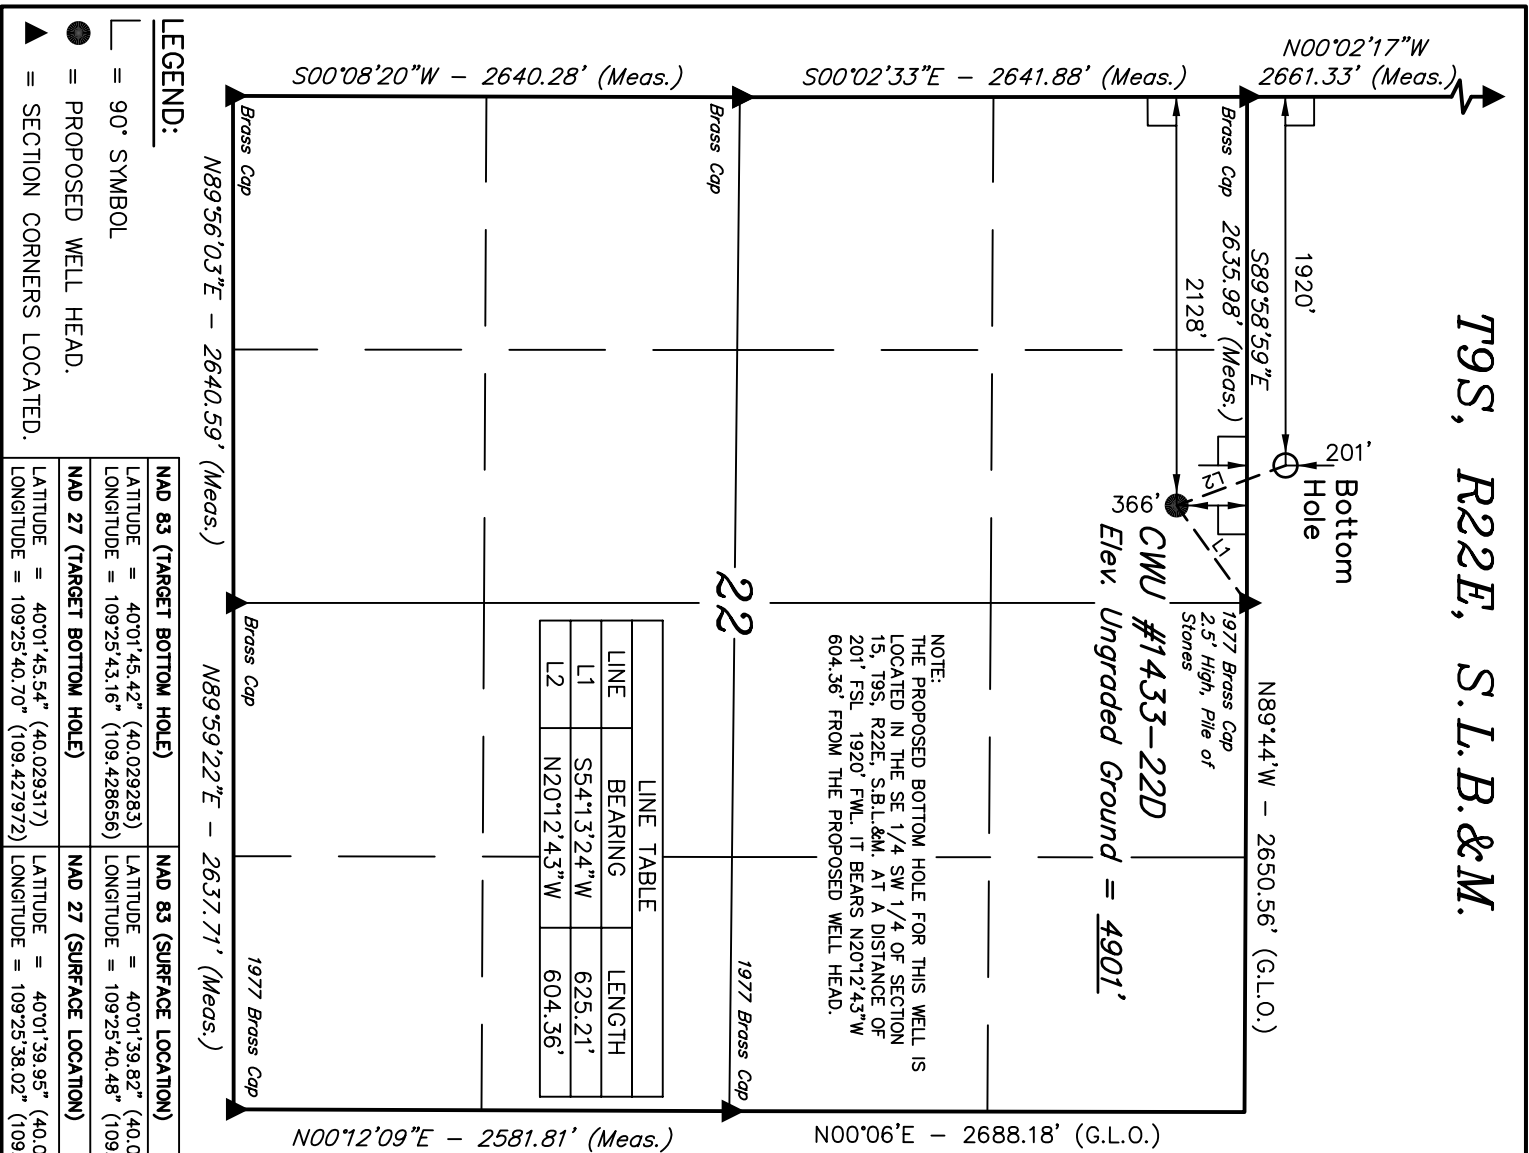 T9S, R22E, S.L.B.&M.
N00°02'17"W
2661.33' (Meas.)
S00°02'33"E - 2641.88' (Meas.)
S00°08'20"W - 2640.28' (Meas.)
1920'
201'
Bottom
Hole
S89°58'59"E
2635.98' (Meas.)
N89°44'W - 2650.56' (G.L.O.)
Brass Cap
2128'
L2
L1
366'
1977 Brass Cap
2.5' High, Pile of
Stones
CWU #1433-22D
Elev. Ungraded Ground = 4901'
NOTE:
THE PROPOSED BOTTOM HOLE FOR THIS WELL IS
LOCATED IN THE SE 1/4 SW 1/4 OF SECTION
15, T9S, R22E, S.B.L.&M. AT A DISTANCE OF
201' FSL 1920' FWL. IT BEARS N20°12'43"W
604.36' FROM THE PROPOSED WELL HEAD.
Brass Cap
22
1977 Brass Cap
LINE TABLE
LINE BEARING LENGTH
L1 S54°13'24"W 625.21'
L2 N20°12'43"W 604.36'
N00°06'E - 2688.18' (G.L.O.)
N00°12'09"E - 2581.81' (Meas.)
Brass Cap
Brass Cap
1977 Brass Cap
N89°56'03"E - 2640.59' (Meas.)
N89°59'22"E - 2637.71' (Meas.)
LEGEND:
= 90° SYMBOL
= PROPOSED WELL HEAD.
= SECTION CORNERS LOCATED.
NAD 83 (TARGET BOTTOM HOLE)
LATITUDE = 40°01'45.42" (40.029283)
LONGITUDE = 109°25'43.16" (109.428656)
NAD 27 (TARGET BOTTOM HOLE)
LATITUDE = 40°01'45.54" (40.029317)
LONGITUDE = 109°25'40.70" (109.427972)
NAD 83 (SURFACE LOCATION)
LATITUDE = 40°01'39.82" (40.0
LONGITUDE = 109°25'40.48" (109.
NAD 27 (SURFACE LOCATION)
LATITUDE = 40°01'39.95" (40.0
LONGITUDE = 109°25'38.02" (109.